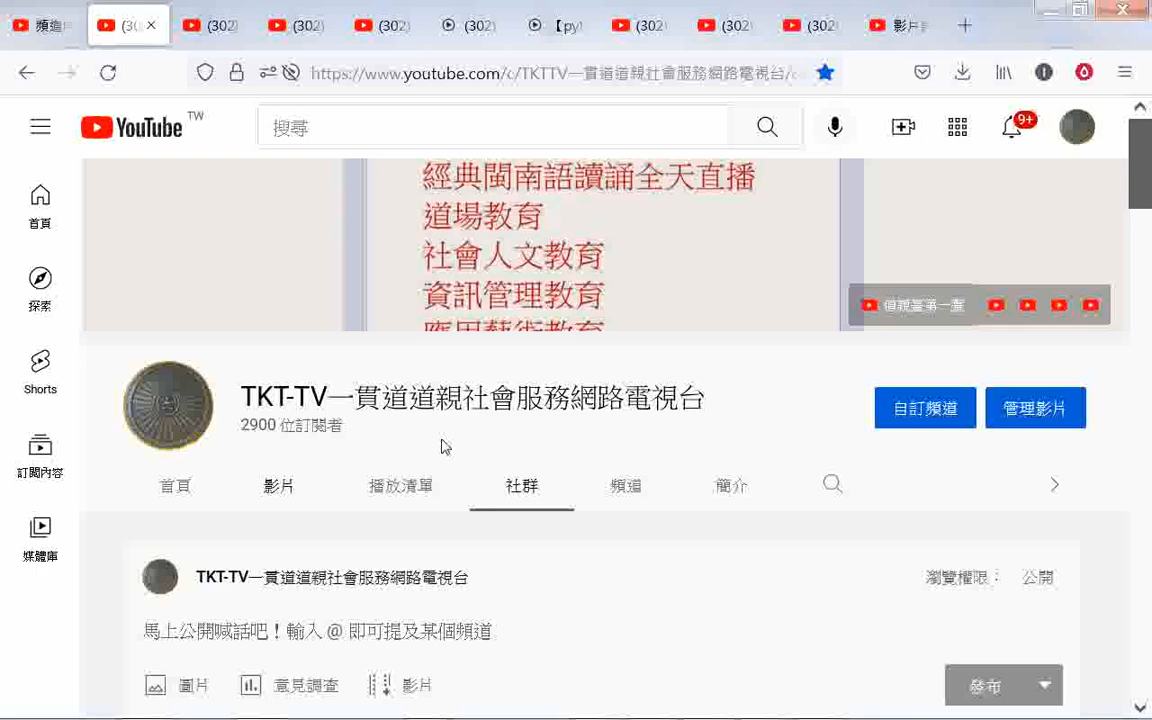 (302
(302
(302
(302
【py
(302
(302
(302
https://www.youtube.com/c/TKTTV一貫道道親社會服務網路電視台/c
YouTube TW
搜尋
9+
首頁
探索
Shorts
訂閱內容
媒體庫
經典閩南語讀誦全天直播
道場教育
社會人文教育
資訊管理教育
應用藝術教育
TKT-TV一貫道道親社會服務網路電視台
2900 位訂閱者
自訂頻道
管理影片
首頁
影片
播放清單
社群
頻道
簡介
TKT-TV一貫道道親社會服務網路電視台
瀏覽權限：
公開
馬上公開喊話吧！輸入 @ 即可提及某個頻道
圖片
意見調查
影片
發布